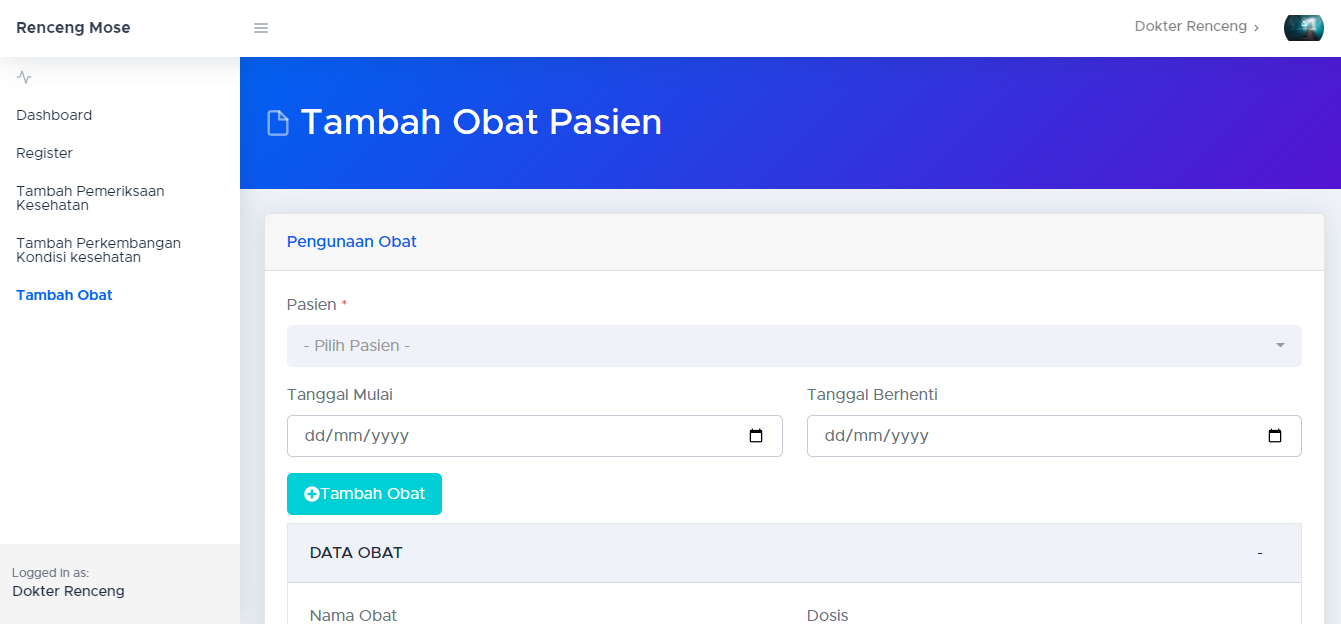 Renceng Mose
Dokter Renceng
Dashboard
Register
Tambah Pemeriksaan
Kesehatan
Tambah Perkembangan
Kondisi kesehatan
Tambah Obat
Logged in as:
Dokter Renceng
Tambah Obat Pasien
Pengunaan Obat
Pasien *
- Pilih Pasien -
Tanggal Mulai
Tanggal Berhenti
dd/mm/yyyy
dd/mm/yyyy
Tambah Obat
DATA OBAT -
Nama Obat
Dosis